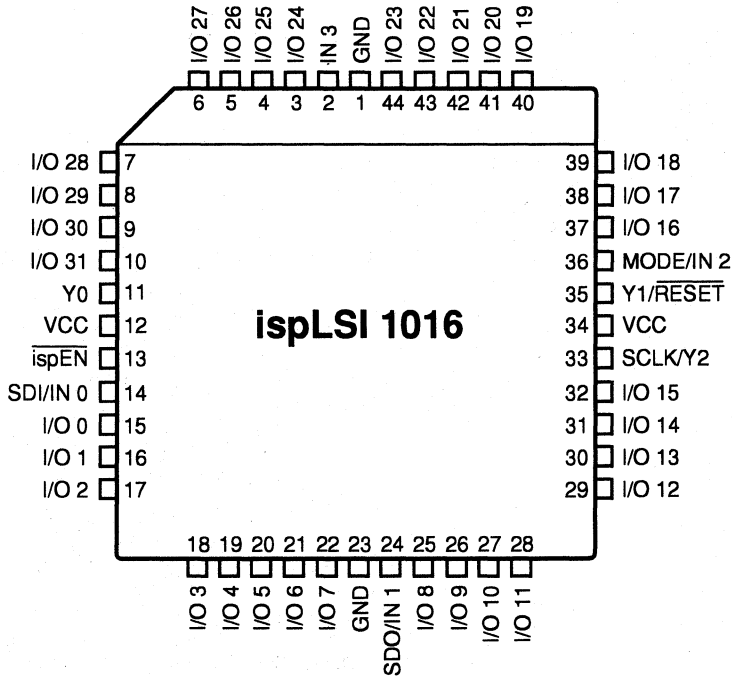 I/O 27
I/O 26
I/O 25
I/O 24
IN 3
GND
I/O 23
I/O 22
I/O 21
I/O 20
I/O 19
6 5 4 3 2 1 44 43 42 41 40
I/O 28 7
I/O 29 8
I/O 30 9
I/O 31 10
Y0 11
VCC 12
ispEN 13
SDI/IN 0 14
I/O 0 15
I/O 1 16
I/O 2 17
ispLSI 1016
39 I/O 18
38 I/O 17
37 I/O 16
36 MODE/IN 2
35 Y1/RESET
34 VCC
33 SCLK/Y2
32 I/O 15
31 I/O 14
30 I/O 13
29 I/O 12
18 19 20 21 22 23 24 25 26 27 28
I/O 3
I/O 4
I/O 5
I/O 6
I/O 7
GND
SDO/IN 1
I/O 8
I/O 9
I/O 10
I/O 11